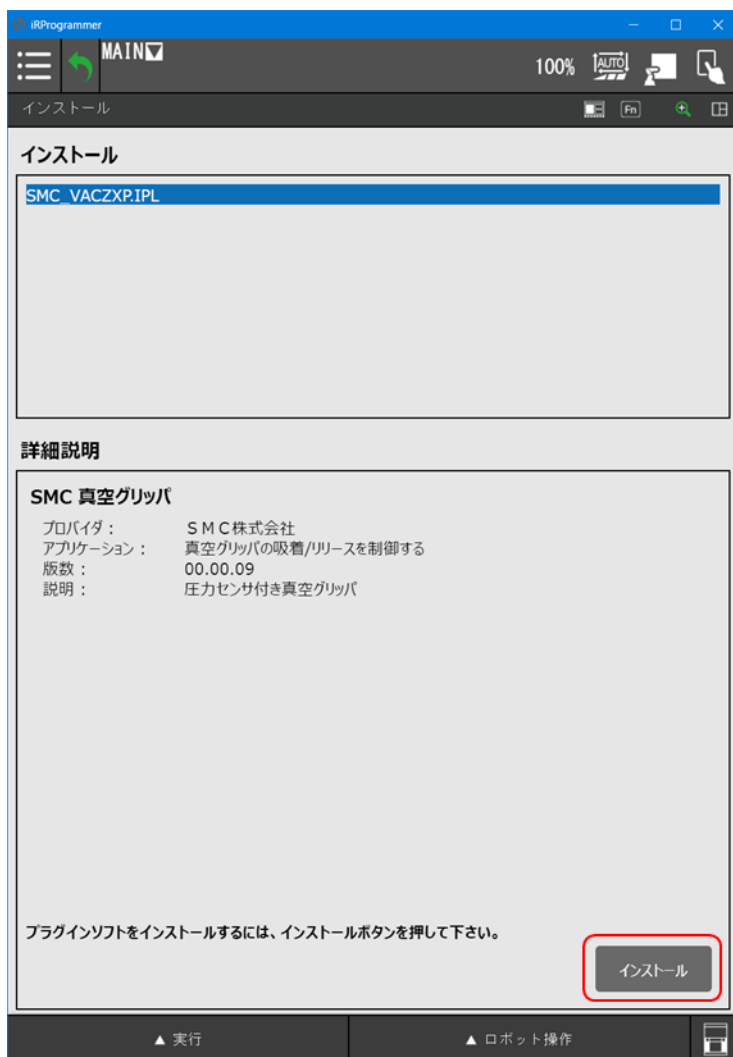 iRProgrammer
MAIN
100%
AUTO
インストール
Fn
インストール
SMC_VACZXP.IPL
詳細説明
SMC 真空グリッパ
プロバイダ： ＳＭＣ株式会社
アプリケーション： 真空グリッパの吸着/リリースを制御する
版数： 00.00.09
説明： 圧力センサ付き真空グリッパ
プラグインソフトをインストールするには、インストールボタンを押して下さい。
インストール
▲ 実行
▲ ロボット操作